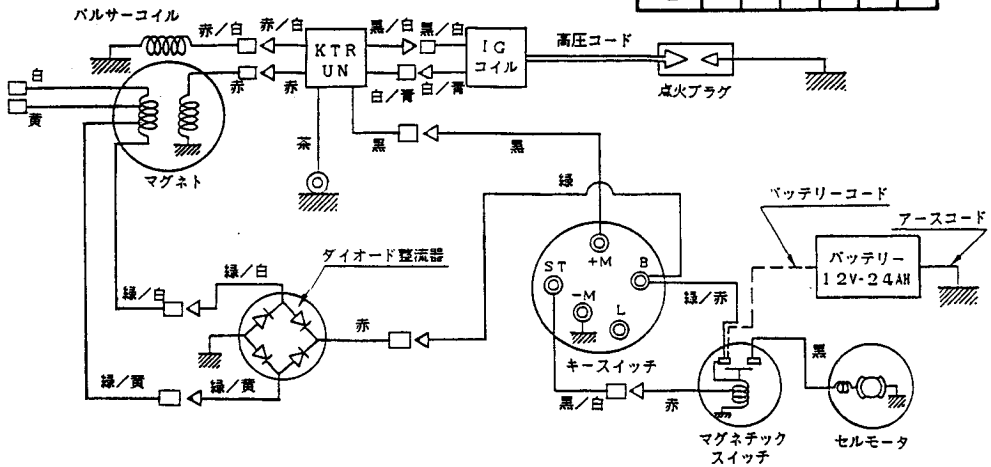 パルサーコイル
赤/白
赤/白
KTR
UN
黒/白
黒/白
IG
コイル
高圧コード
点火プラグ
白
黄
赤
赤
白/青
白/青
黒
黒
茶
マグネト
緑
バッテリーコード
アースコード
バッテリー
12V-24AH
ダイオード整流器
+M
ST
B
-M
L
緑/赤
キースイッチ
緑/白
緑/白
赤
緑/黄
緑/黄
黒/白
赤
黒
マグネチック
スイッチ
セルモータ